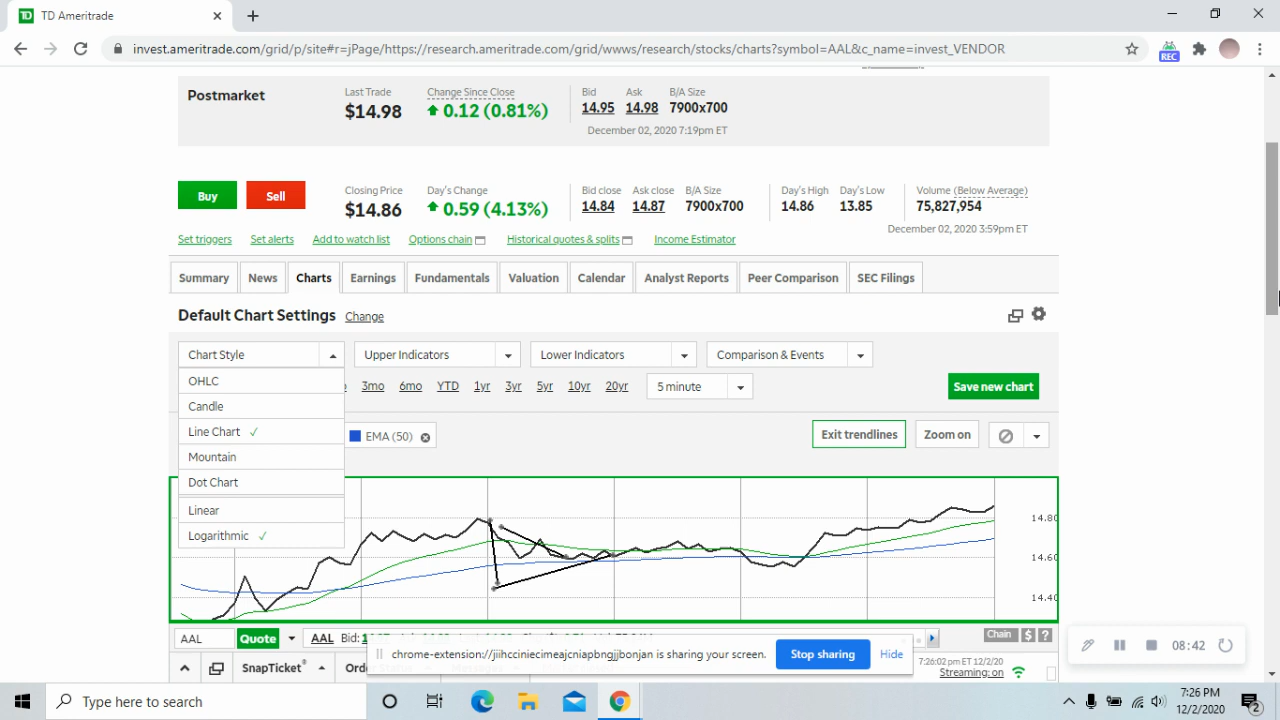 TD Ameritrade
invest.ameritrade.com/grid/p/site#r=jPage/https://research.ameritrade.com/grid/wwws/research/stocks/charts?symbol=AAL&c_name=invest_VENDOR
REC
Postmarket
Last Trade Change Since Close Bid Ask B/A Size
$14.98 0.12 (0.81%) 14.95 14.98 7900x700
December 02, 2020 7:19pm ET
Buy Sell
Closing Price Day's Change Bid close Ask close B/A Size Day's High Day's Low Volume (Below Average)
$14.86 0.59 (4.13%) 14.84 14.87 7900x700 14.86 13.85 75,827,954
December 02, 2020 3:59pm ET
Set triggers Set alerts Add to watch list Options chain Historical quotes & splits Income Estimator
Summary News Charts Earnings Fundamentals Valuation Calendar Analyst Reports Peer Comparison SEC Filings
Default Chart Settings Change
Chart Style Upper Indicators Lower Indicators Comparison & Events
OHLC
3mo 6mo YTD 1yr 3yr 5yr 10yr 20yr 5 minute Save new chart
Candle
Line Chart ✓
EMA (50) Exit trendlines Zoom on
Mountain
Dot Chart
Linear
Logarithmic ✓
14.80
14.60
14.40
AAL Quote AAL Bid: Chain $ ?
chrome-extension://jiihcciniecimeajcniapbngjjbonjan is sharing your screen. Stop sharing Hide
SnapTicket® 7:26:02 pm ET 12/2/20
Streaming: on
08:42
Type here to search
7:26 PM
12/2/2020
2